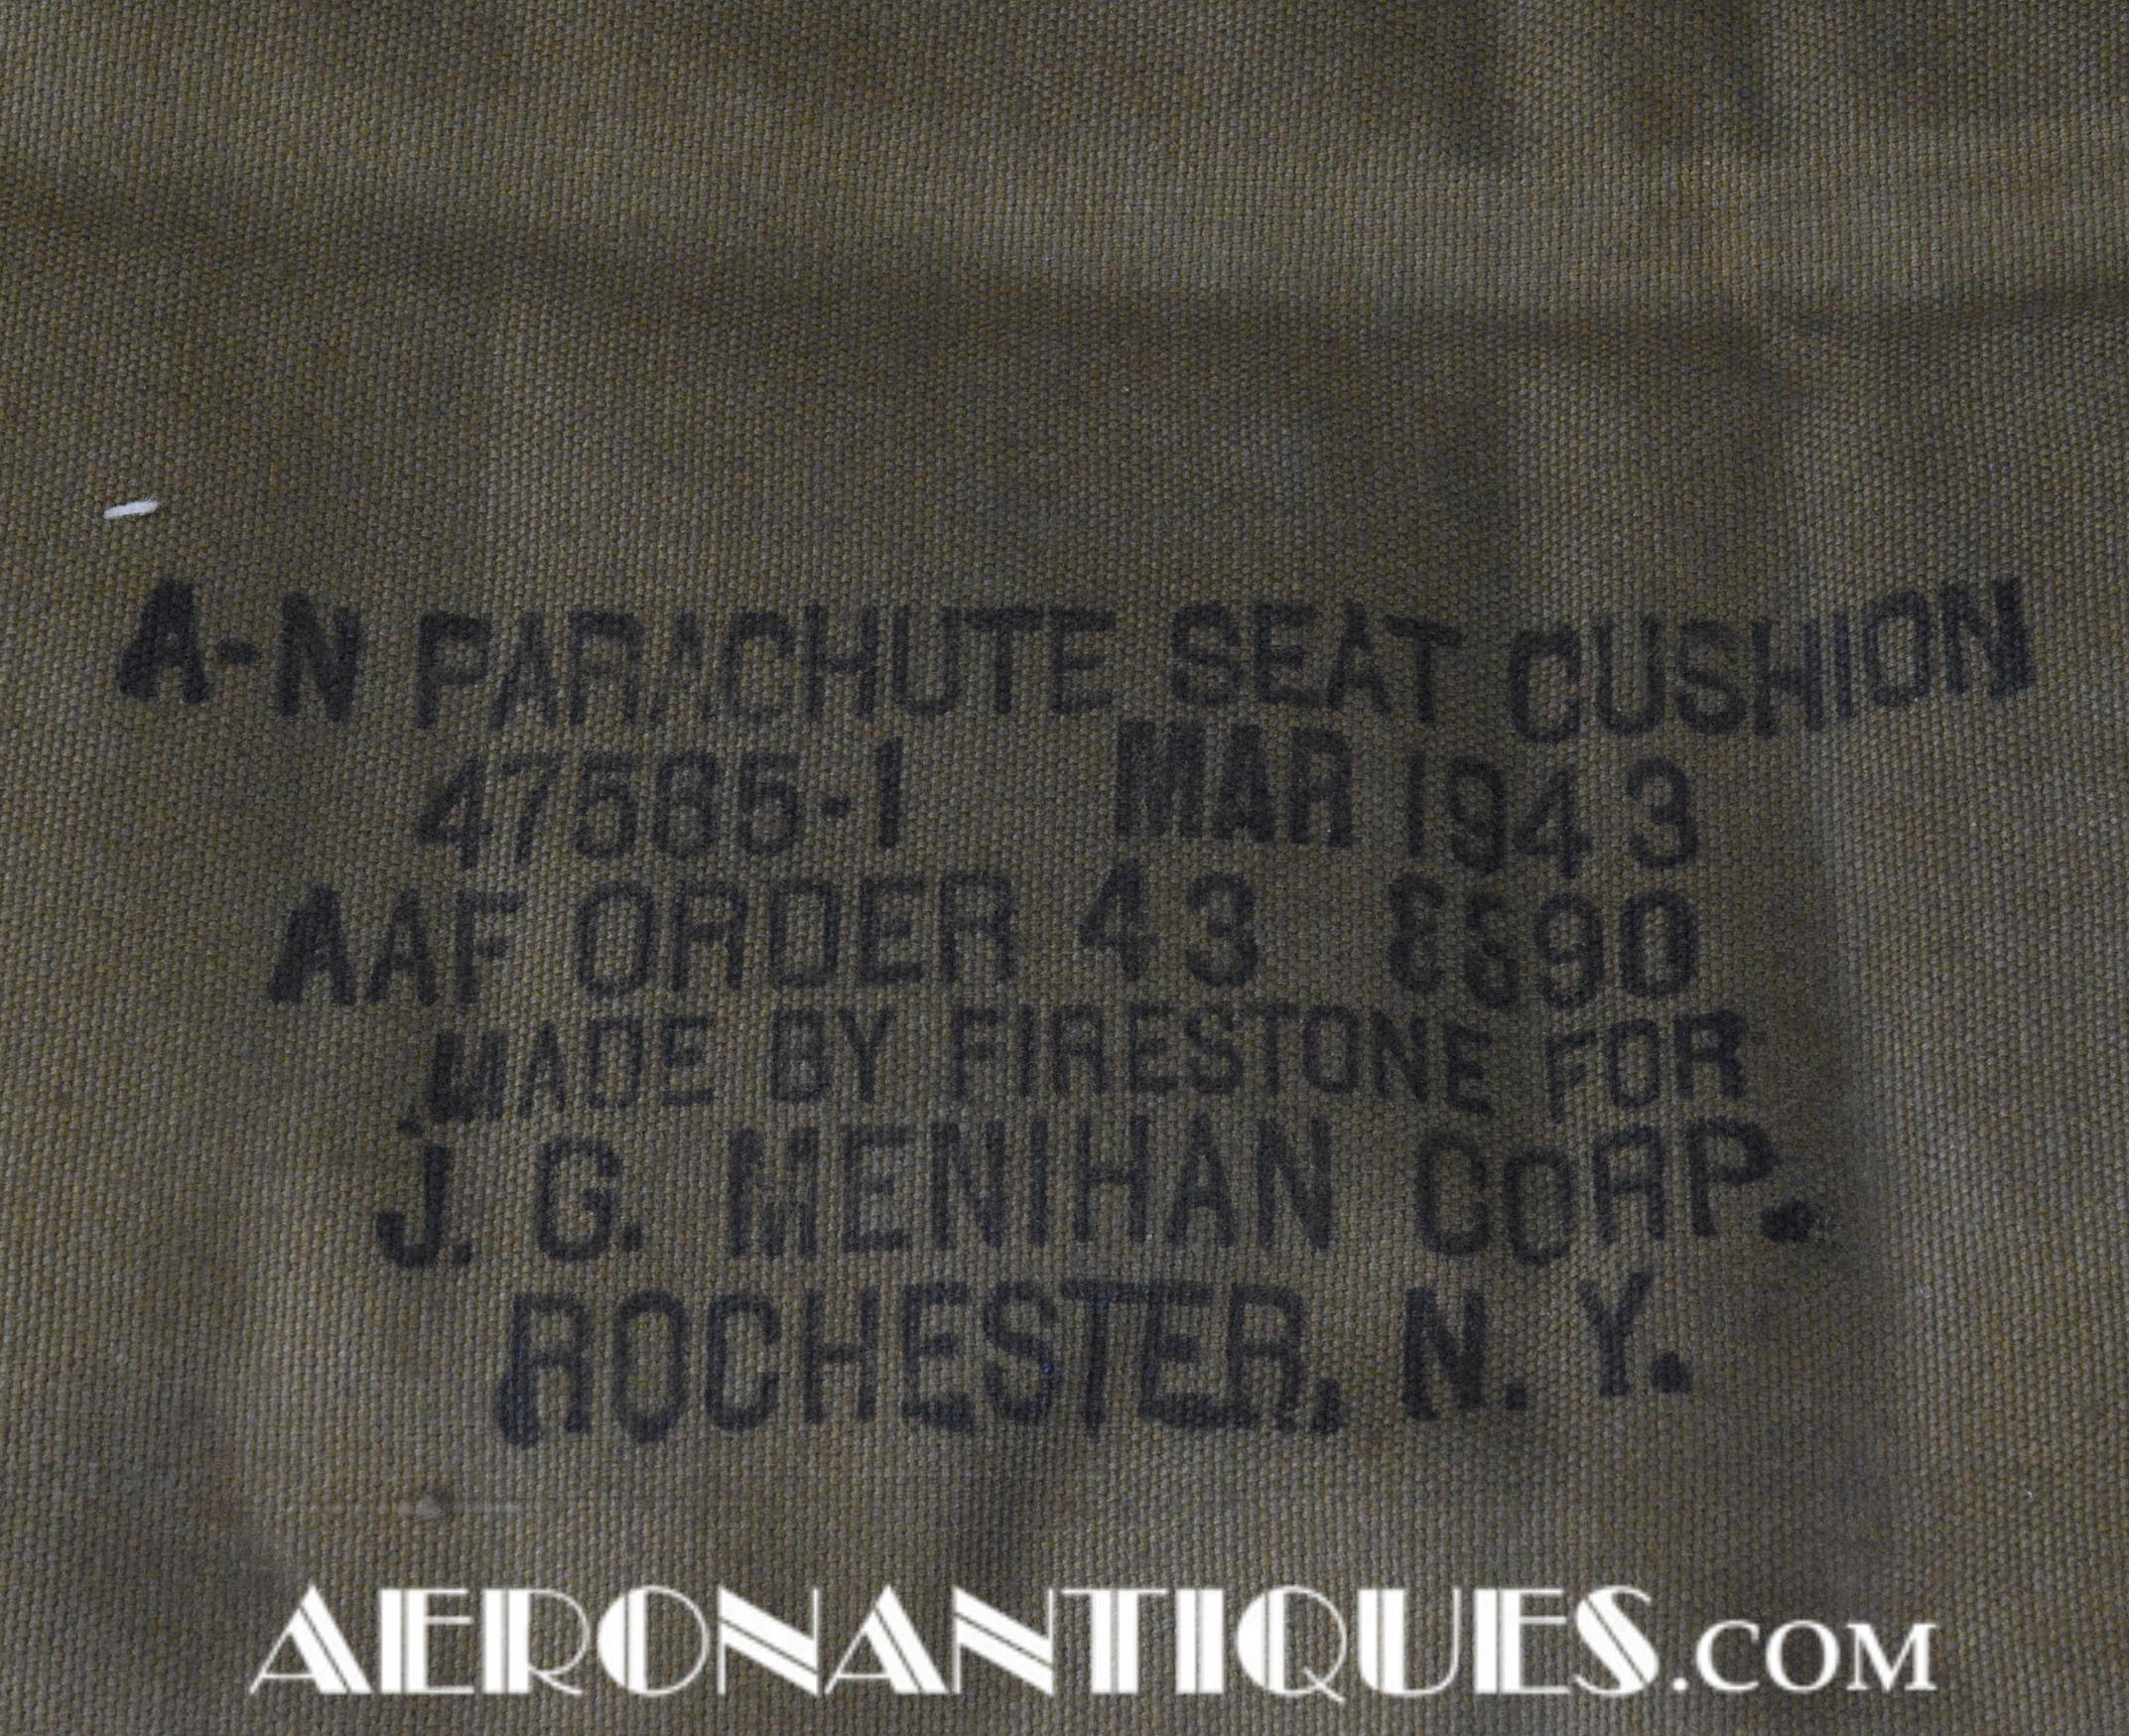 A-N PARACHUTE SEAT CUSHION
47565-1 MAR 1943
AAF ORDER 43 8690
MADE BY FIRESTONE FOR
J. G. MENIHAN CORP.
ROCHESTER, N. Y.
AERONANTIQUES.COM